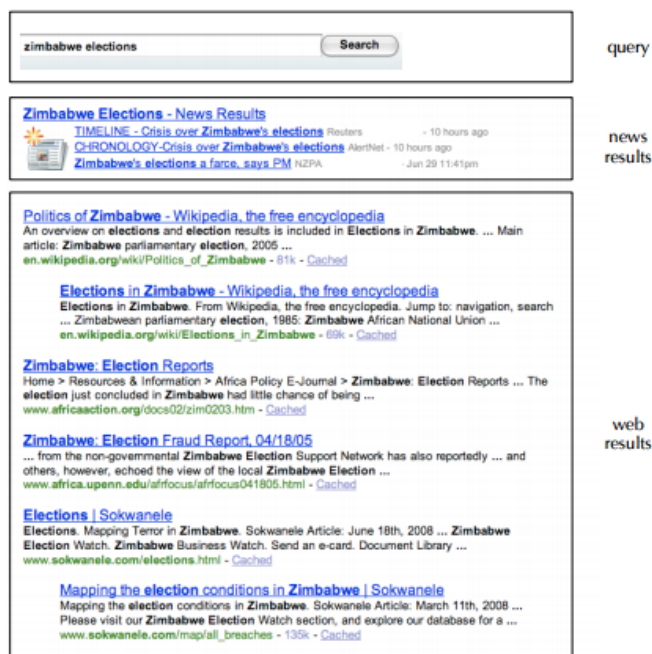 zimbabwe elections Search
query
Zimbabwe Elections - News Results
TIMELINE - Crisis over Zimbabwe's elections Reuters - 10 hours ago
CHRONOLOGY-Crisis over Zimbabwe's elections AlertNet - 10 hours ago
Zimbabwe's elections a farce, says PM NZPA - Jun 29 11:41pm
news
results
Politics of Zimbabwe - Wikipedia, the free encyclopedia
An overview on elections and election results is included in Elections in Zimbabwe. ... Main
article: Zimbabwe parliamentary election, 2005 ...
en.wikipedia.org/wiki/Politics_of_Zimbabwe - 81k - Cached
Elections in Zimbabwe - Wikipedia, the free encyclopedia
Elections in Zimbabwe. From Wikipedia, the free encyclopedia. Jump to: navigation, search
... Zimbabwean parliamentary election, 1985: Zimbabwe African National Union ...
en.wikipedia.org/wiki/Elections_in_Zimbabwe - 69k - Cached
Zimbabwe: Election Reports
Home > Resources & Information > Africa Policy E-Journal > Zimbabwe: Election Reports ... The
election just concluded in Zimbabwe had little chance of being ...
www.africaaction.org/docs02/zim0203.htm - Cached
Zimbabwe: Election Fraud Report, 04/18/05
... from the non-governmental Zimbabwe Election Support Network has also reportedly ... and
others, however, echoed the view of the local Zimbabwe Election ...
www.africa.upenn.edu/afrfocus/afrfocus041805.html - Cached
Elections | Sokwanele
Elections. Mapping Terror in Zimbabwe. Sokwanele Article: June 18th, 2008 ... Zimbabwe
Election Watch. Zimbabwe Business Watch. Send an e-card. Document Library ...
www.sokwanele.com/elections.html - Cached
Mapping the election conditions in Zimbabwe | Sokwanele
Mapping the election conditions in Zimbabwe. Sokwanele Article: March 11th, 2008 ...
Please visit our Zimbabwe Election Watch section, and explore our database for a ...
www.sokwanele.com/map/all_breaches - 135k - Cached
web
results